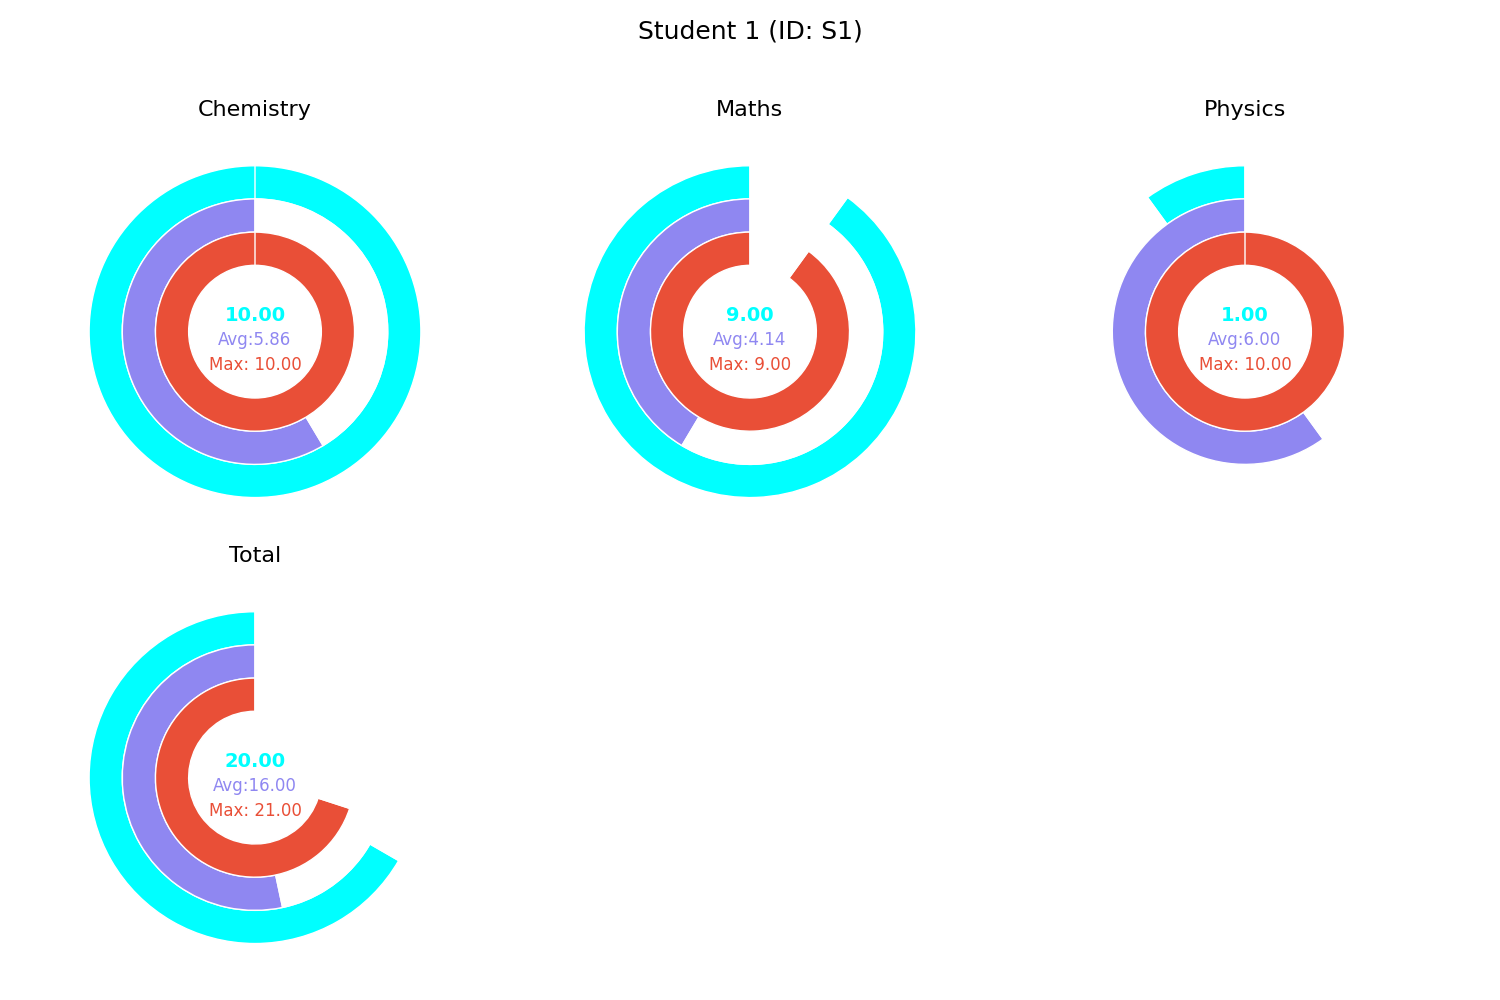 Student 1 (ID: S1)
Chemistry
10.00
Avg:5.86
Max: 10.00
Maths
9.00
Avg:4.14
Max: 9.00
Physics
1.00
Avg:6.00
Max: 10.00
Total
20.00
Avg:16.00
Max: 21.00